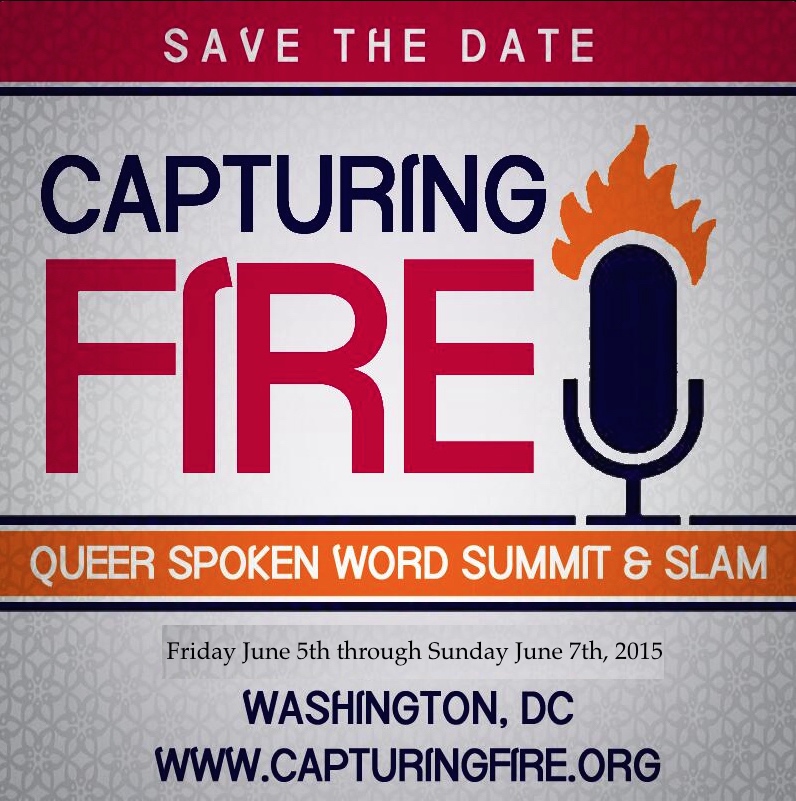 SAVE THE DATE
CAPTURING
FIRE
QUEER SPOKEN WORD SUMMIT & SLAM
Friday June 5th through Sunday June 7th, 2015
WASHINGTON, DC
WWW.CAPTURINGFIRE.ORG